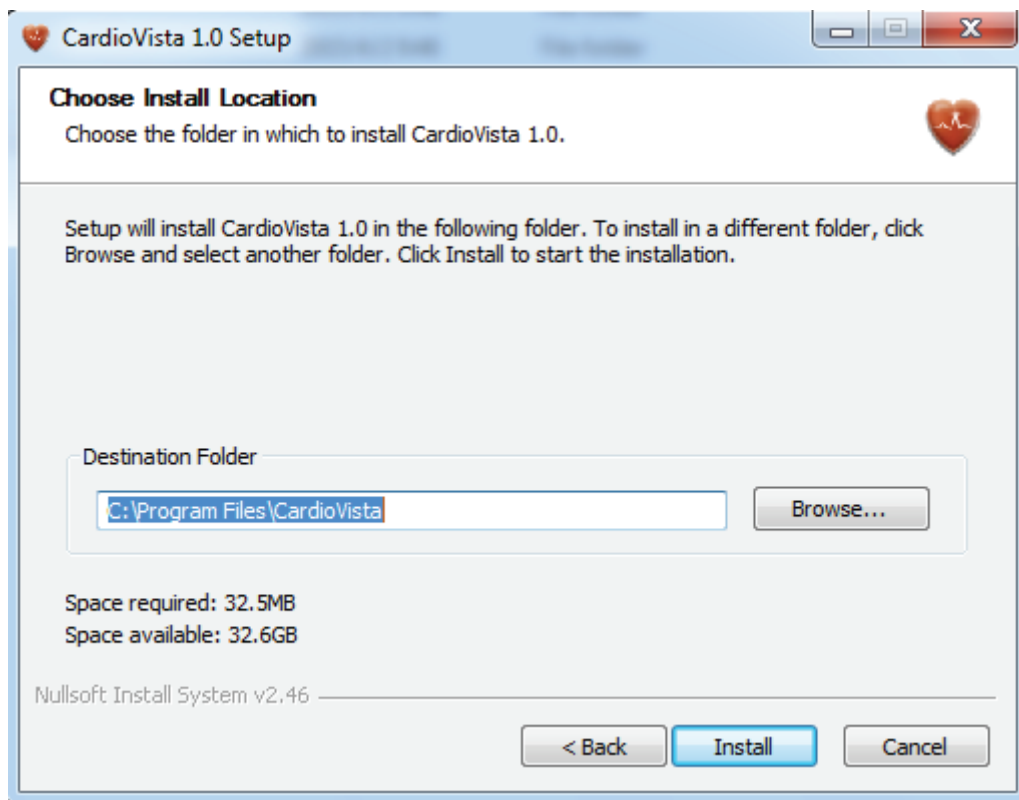 CardioVista 1.0 Setup
Choose Install Location
Choose the folder in which to install CardioVista 1.0.
Setup will install CardioVista 1.0 in the following folder. To install in a different folder, click
Browse and select another folder. Click Install to start the installation.
Destination Folder
C:\Program Files\CardioVista
Browse...
Space required: 32.5MB
Space available: 32.6GB
Nullsoft Install System v2.46
< Back
Install
Cancel